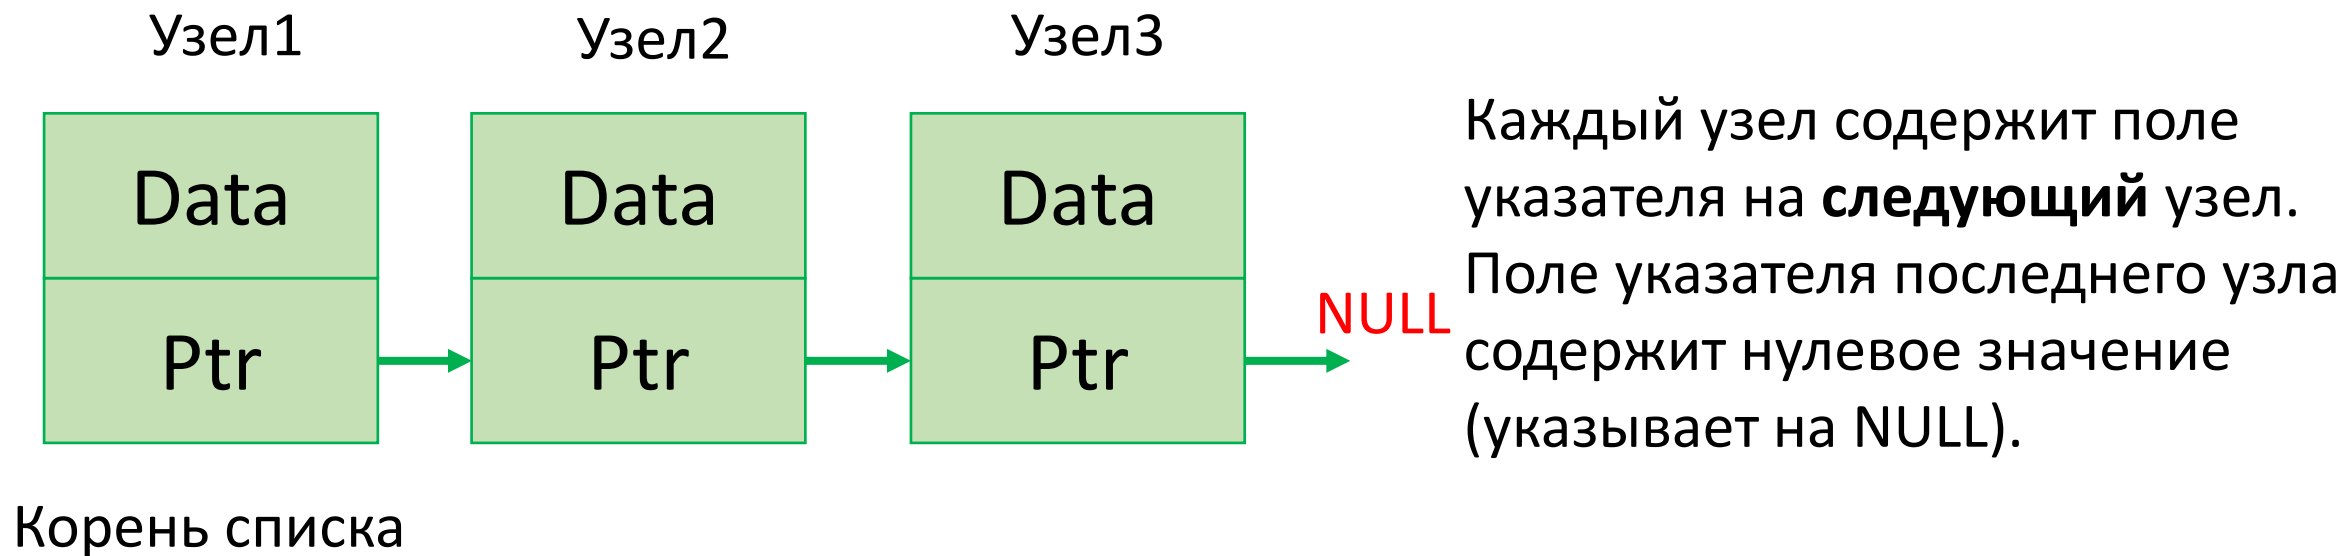 Узел1 Узел2 Узел3
Data Data Data
Ptr Ptr Ptr
NULL
Корень списка
Каждый узел содержит поле
указателя на следующий узел.
Поле указателя последнего узла
содержит нулевое значение
(указывает на NULL).